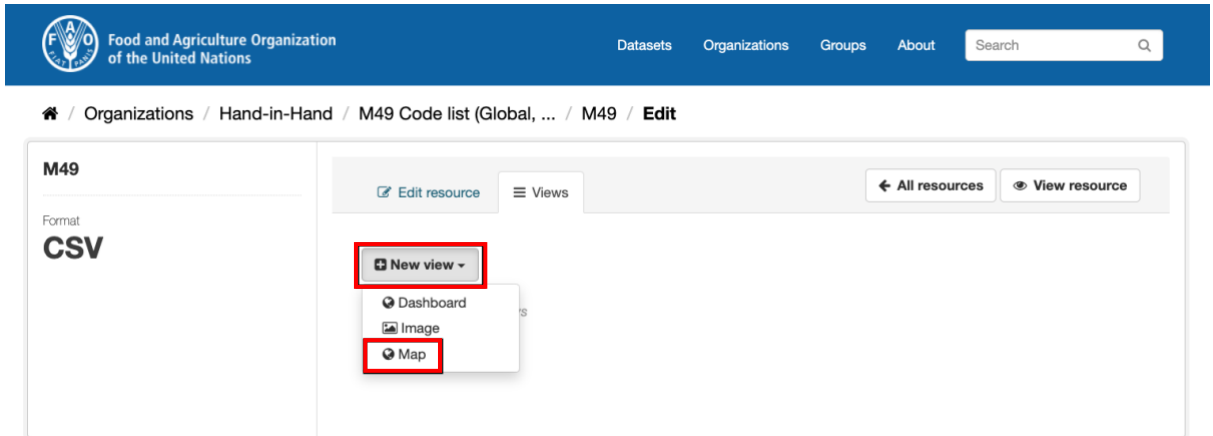 FAO
FIAT PANIS
Food and Agriculture Organization
of the United Nations
Datasets Organizations Groups About Search
/ Organizations / Hand-in-Hand / M49 Code list (Global, ... / M49 / Edit
M49
Edit resource Views All resources View resource
Format
CSV
New view
Dashboard
Image
Map